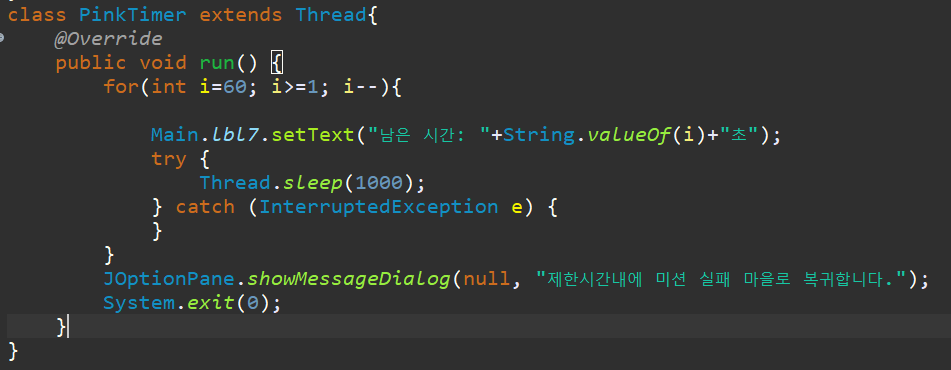 class PinkTimer extends Thread{
@Override
public void run() {
for(int i=60; i>=1; i--){
Main.lbl7.setText("남은 시간: "+String.valueOf(i)+"초");
try {
Thread.sleep(1000);
} catch (InterruptedException e) {
}
}
JOptionPane.showMessageDialog(null, "제한시간내에 미션 실패 마을로 복귀합니다.");
System.exit(0);
}
}